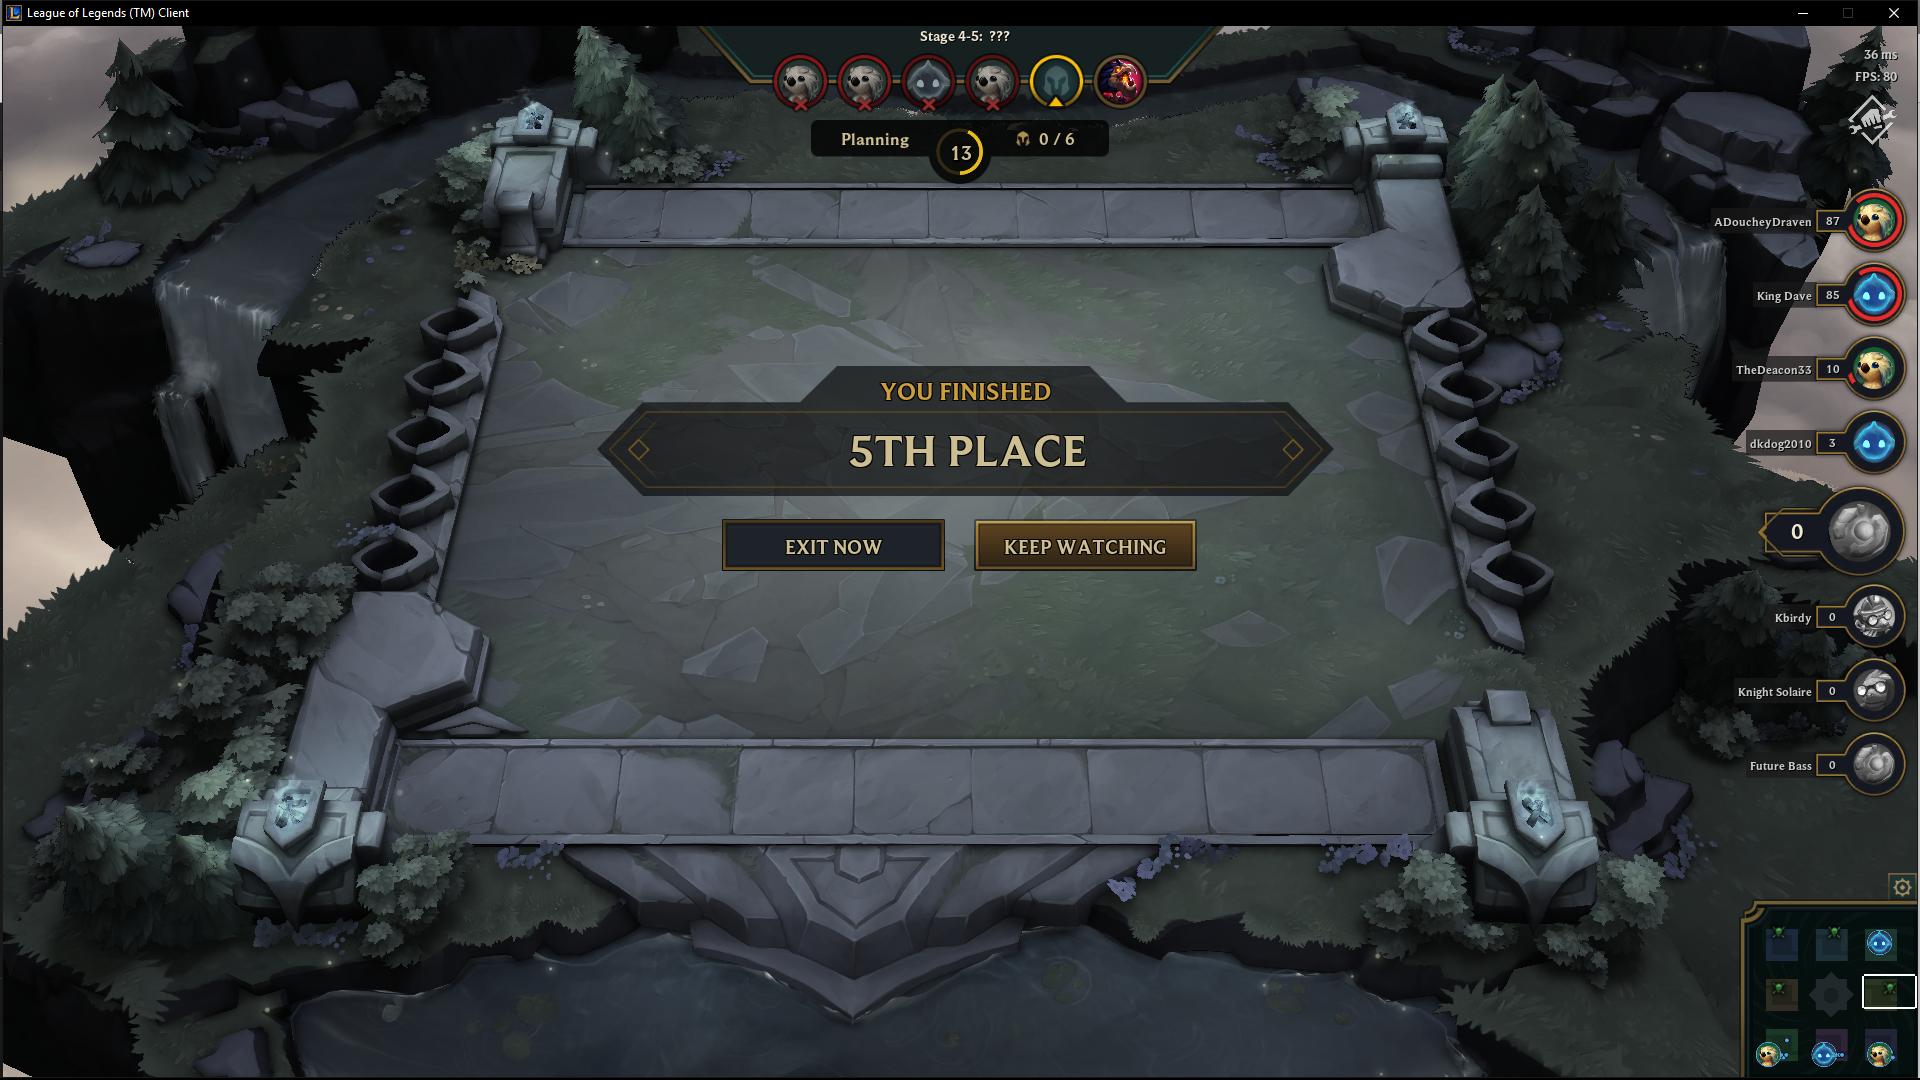 League of Legends (TM) Client
Stage 4-5: ???
36 ms
FPS: 80
Planning
13
0 / 6
ADoucheyDraven 87
King Dave 85
TheDeacon33 10
dkdog2010 3
0
Kbirdy 0
Knight Solaire 0
Future Bass 0
YOU FINISHED
5TH PLACE
EXIT NOW
KEEP WATCHING